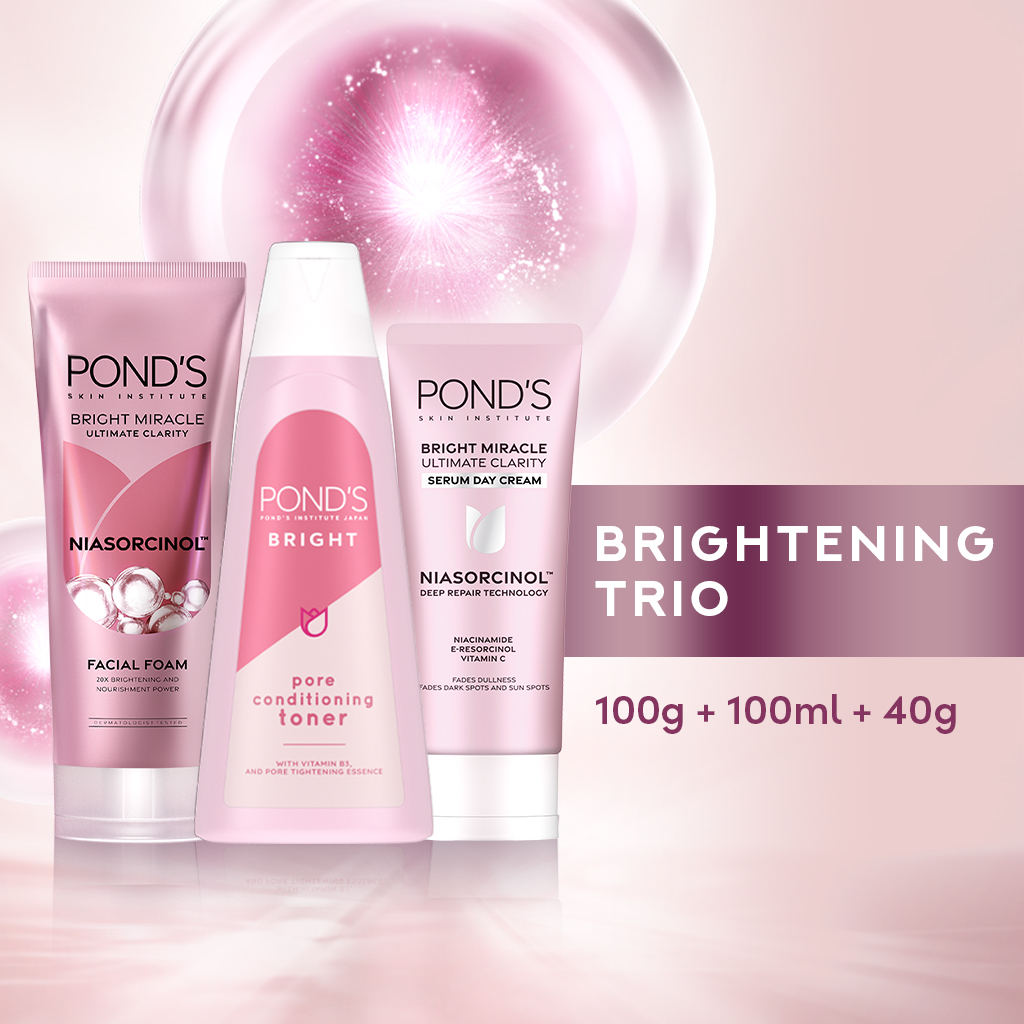 POND'S
SKIN INSTITUTE
BRIGHT MIRACLE
ULTIMATE CLARITY
NIASORCINOL™
FACIAL FOAM
20X BRIGHTENING AND
NOURISHMENT POWER
DERMATOLOGIST TESTED
POND'S
POND'S INSTITUTE JAPAN
BRIGHT
pore
conditioning
toner
WITH VITAMIN B3,
AND PORE TIGHTENING ESSENCE
POND'S
SKIN INSTITUTE
BRIGHT MIRACLE
ULTIMATE CLARITY
SERUM DAY CREAM
NIASORCINOL™
DEEP REPAIR TECHNOLOGY
NIACINAMIDE
E-RESORCINOL
VITAMIN C
FADES DULLNESS
FADES DARK SPOTS AND SUN SPOTS
BRIGHTENING
TRIO
100g + 100ml + 40g